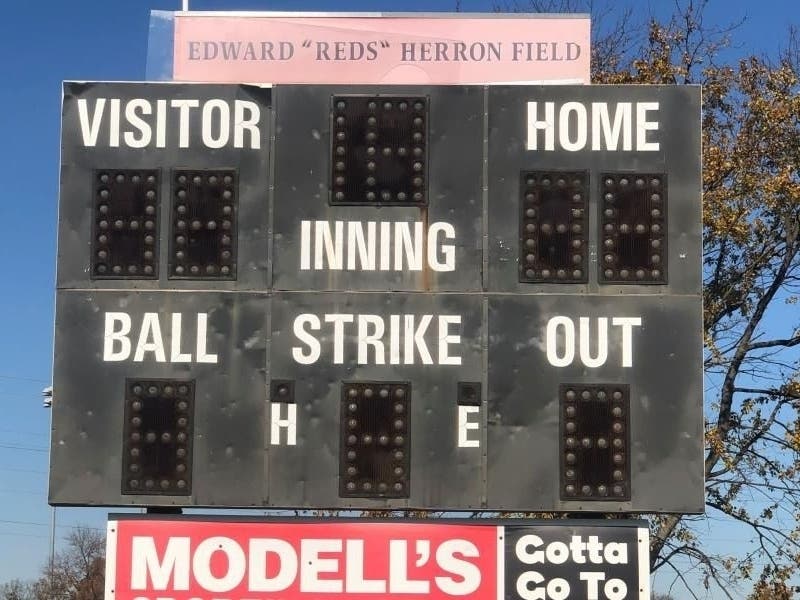 EDWARD "REDS" HERRON FIELD
VISITOR
HOME
INNING
BALL
STRIKE
OUT
H
E
MODELL'S
Gotta
Go To